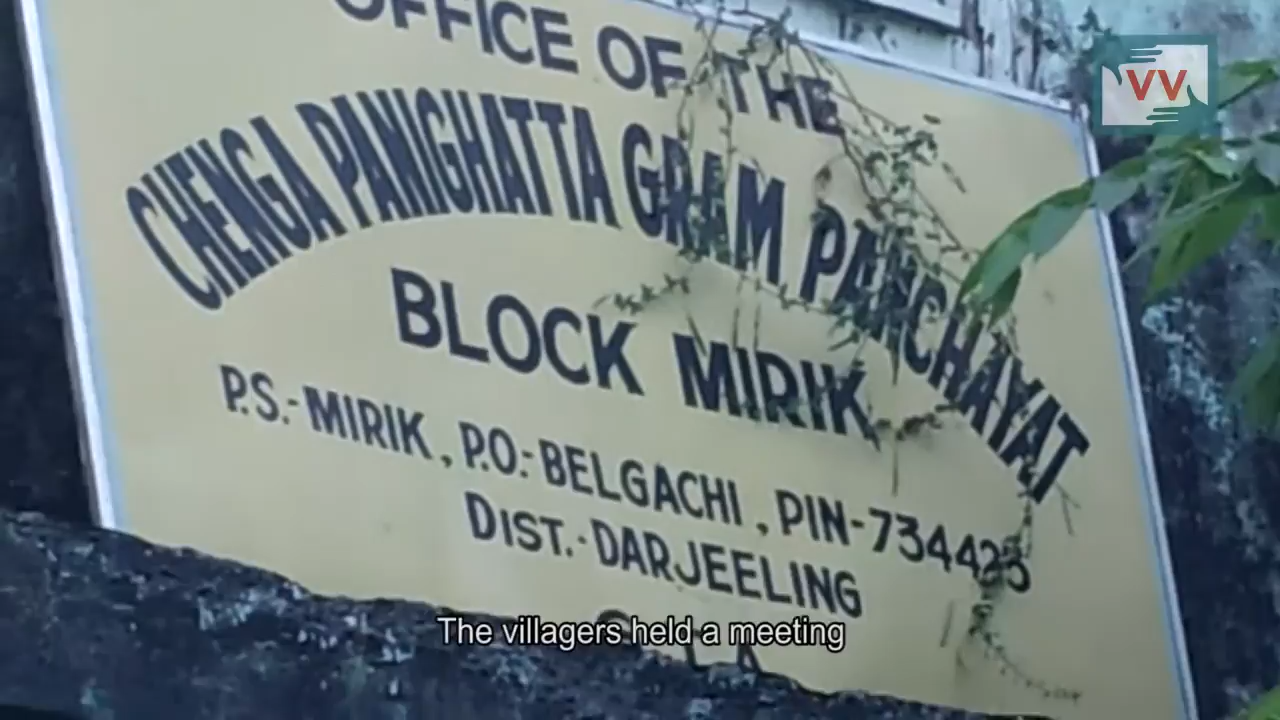 VV
OFFICE OF THE
CHENGA PANIGHATTA GRAM PANCHAYAT
BLOCK MIRIK
P.S.- MIRIK, P.O:- BELGACHI, PIN-734425
DIST.- DARJEELING
The villagers held a meeting